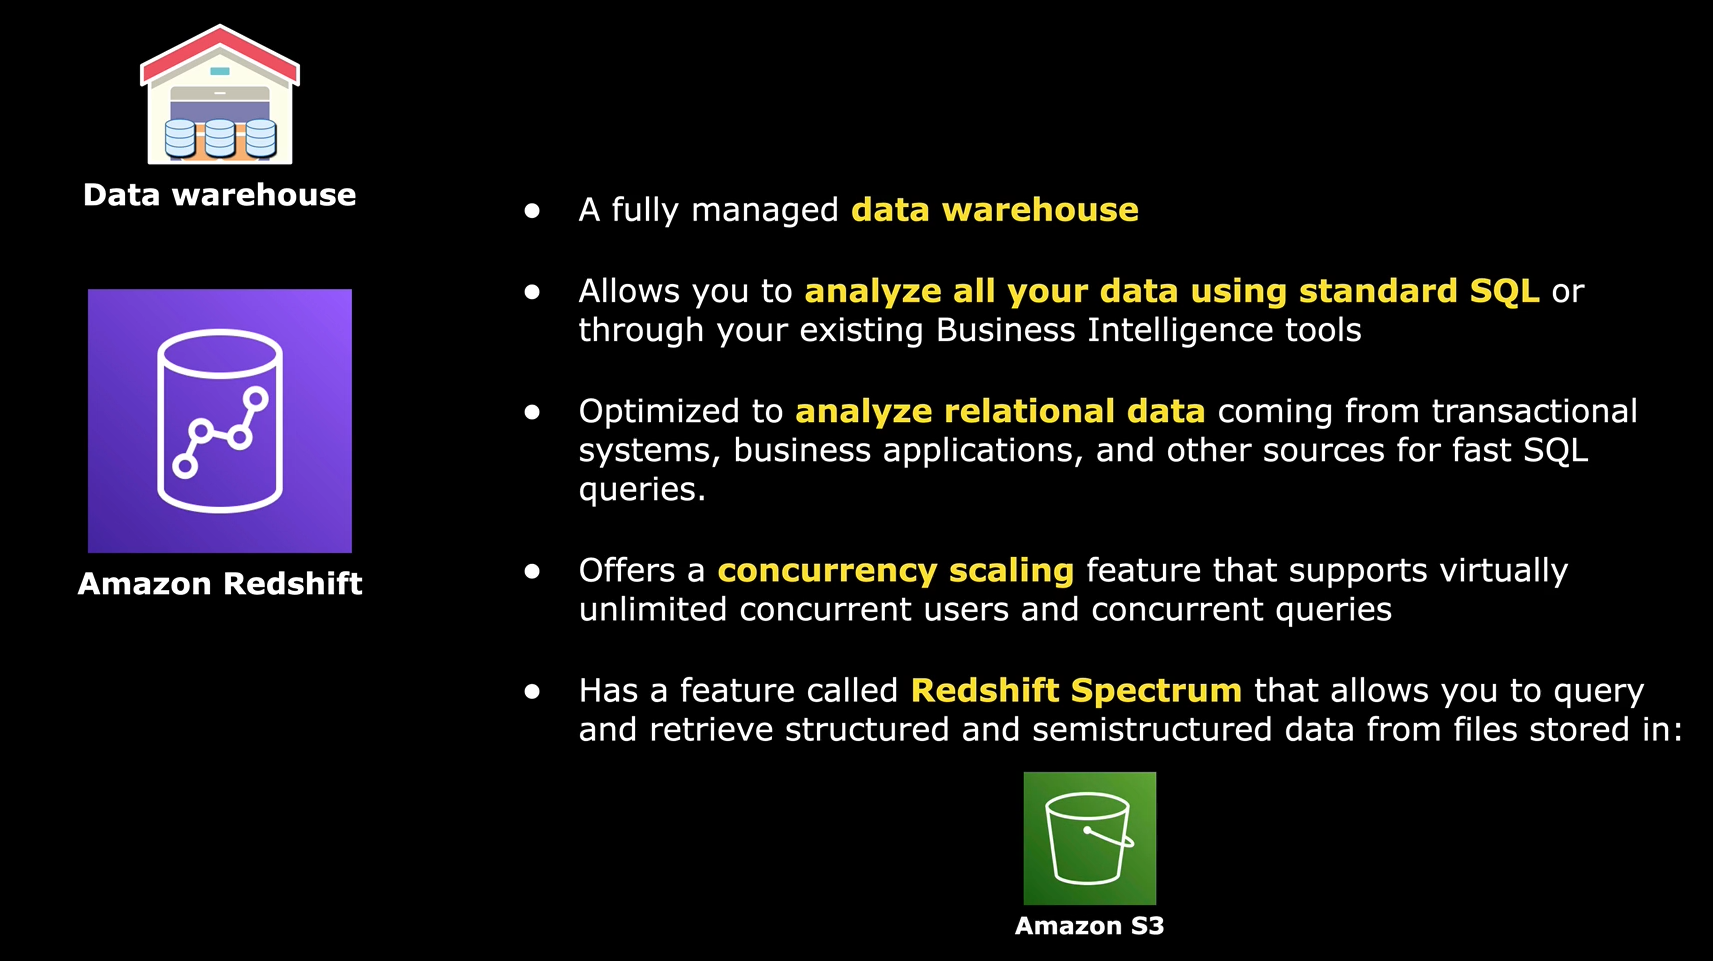 Data warehouse
Amazon Redshift
● A fully managed data warehouse
● Allows you to analyze all your data using standard SQL or
through your existing Business Intelligence tools
● Optimized to analyze relational data coming from transactional
systems, business applications, and other sources for fast SQL
queries.
● Offers a concurrency scaling feature that supports virtually
unlimited concurrent users and concurrent queries
● Has a feature called Redshift Spectrum that allows you to query
and retrieve structured and semistructured data from files stored in:
Amazon S3